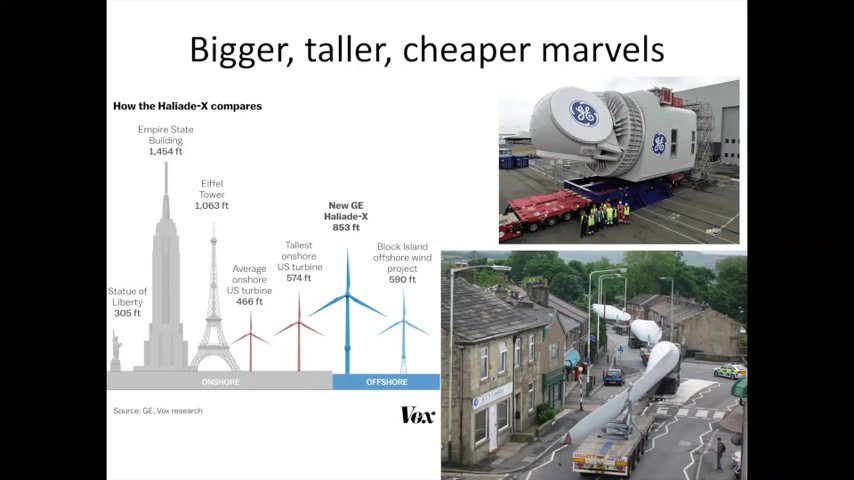 Bigger, taller, cheaper marvels
How the Haliade-X compares
Empire State
Building
1,454 ft
Eiffel
Tower
1,063 ft
New GE
Haliade-X
853 ft
Tallest
onshore
US turbine
574 ft
Block Island
offshore wind
project
590 ft
Average
onshore
US turbine
466 ft
Statue of
Liberty
305 ft
ONSHORE
OFFSHORE
Source: GE, Vox research
Vox
GE
GE